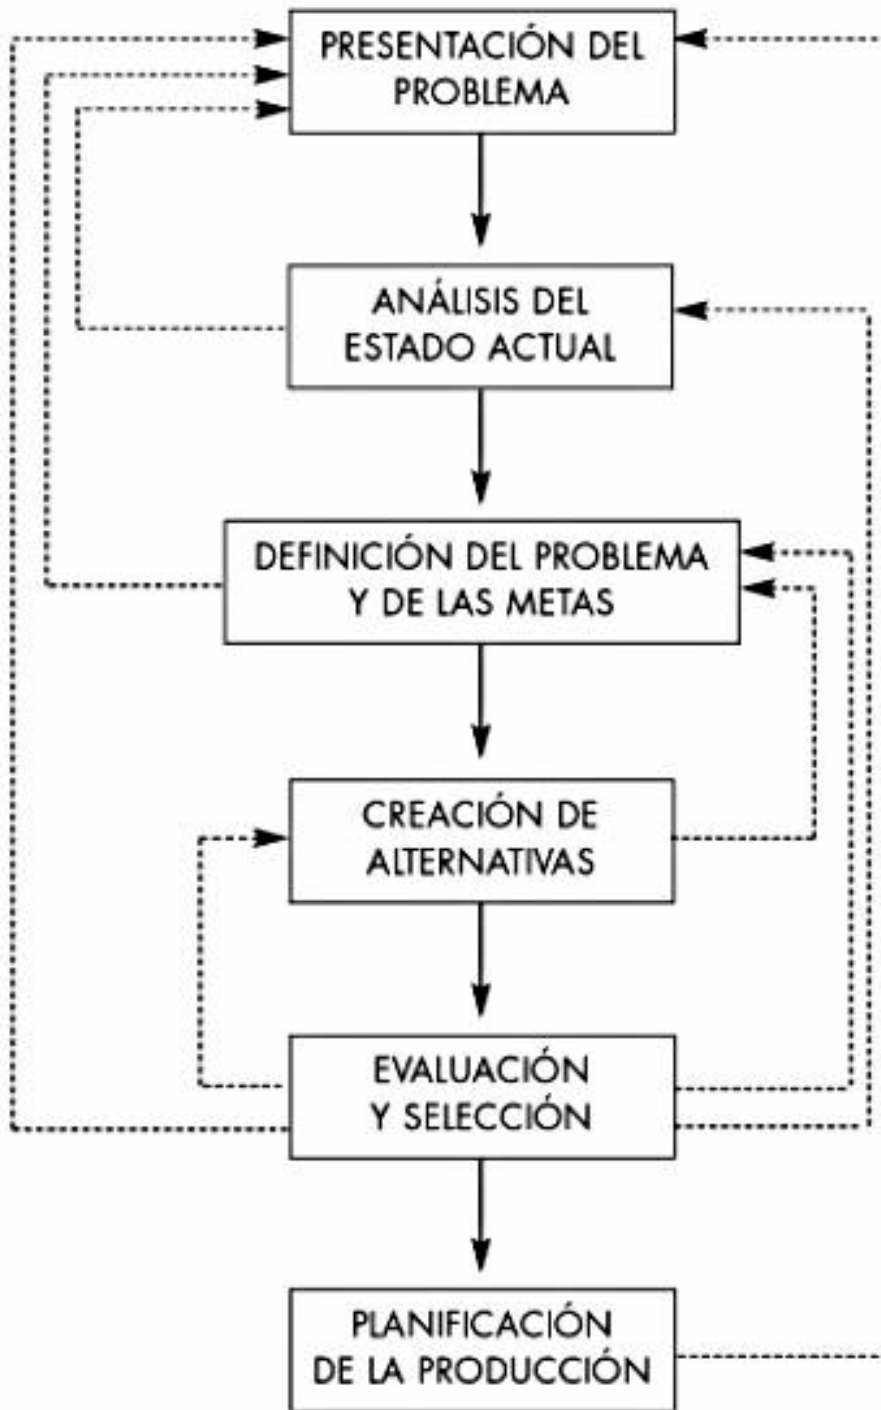 PRESENTACIÓN DEL
PROBLEMA
ANÁLISIS DEL
ESTADO ACTUAL
DEFINICIÓN DEL PROBLEMA
Y DE LAS METAS
CREACIÓN DE
ALTERNATIVAS
EVALUACIÓN
Y SELECCIÓN
PLANIFICACIÓN
DE LA PRODUCCIÓN